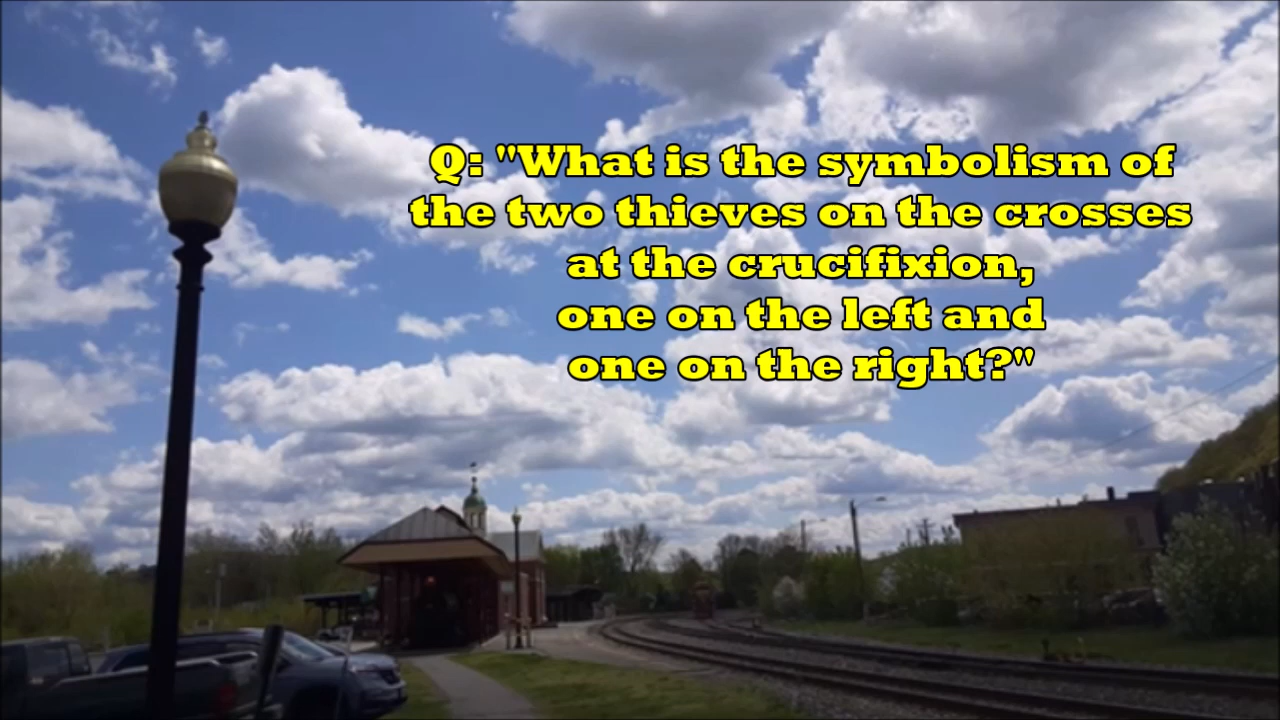 Q: "What is the symbolism of
the two thieves on the crosses
at the crucifixion,
one on the left and
one on the right?"